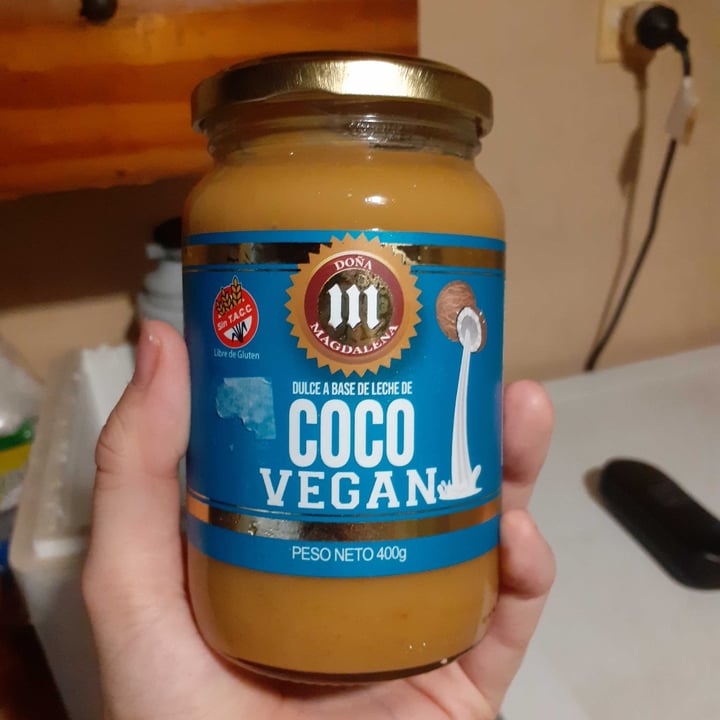 DOÑA
M
MAGDALENA
Sin T.A.C.C.
Libre de Gluten
DULCE A BASE DE LECHE DE
COCO
VEGAN
PESO NETO 400g